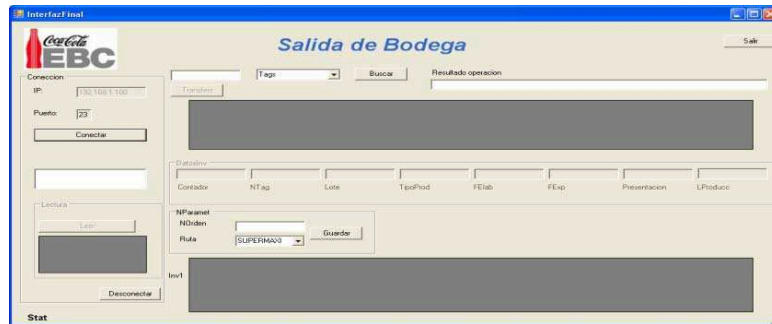 InterfazFinal
Coca-Cola
EBC
Salida de Bodega
Salir
Coneccion
IP:
192.168.1.100
Puerto:
23
Conectar
Tags
Buscar
Resultado operacion
Transferir
DatosInv
Contador
NTag
Lote
TipoProd
FElab
FExp
Presentacion
LProducc
Lectura
Leer
NParamet
NOrden
Ruta
SUPERMAXI
Guardar
Inv1
Desconectar
Stat